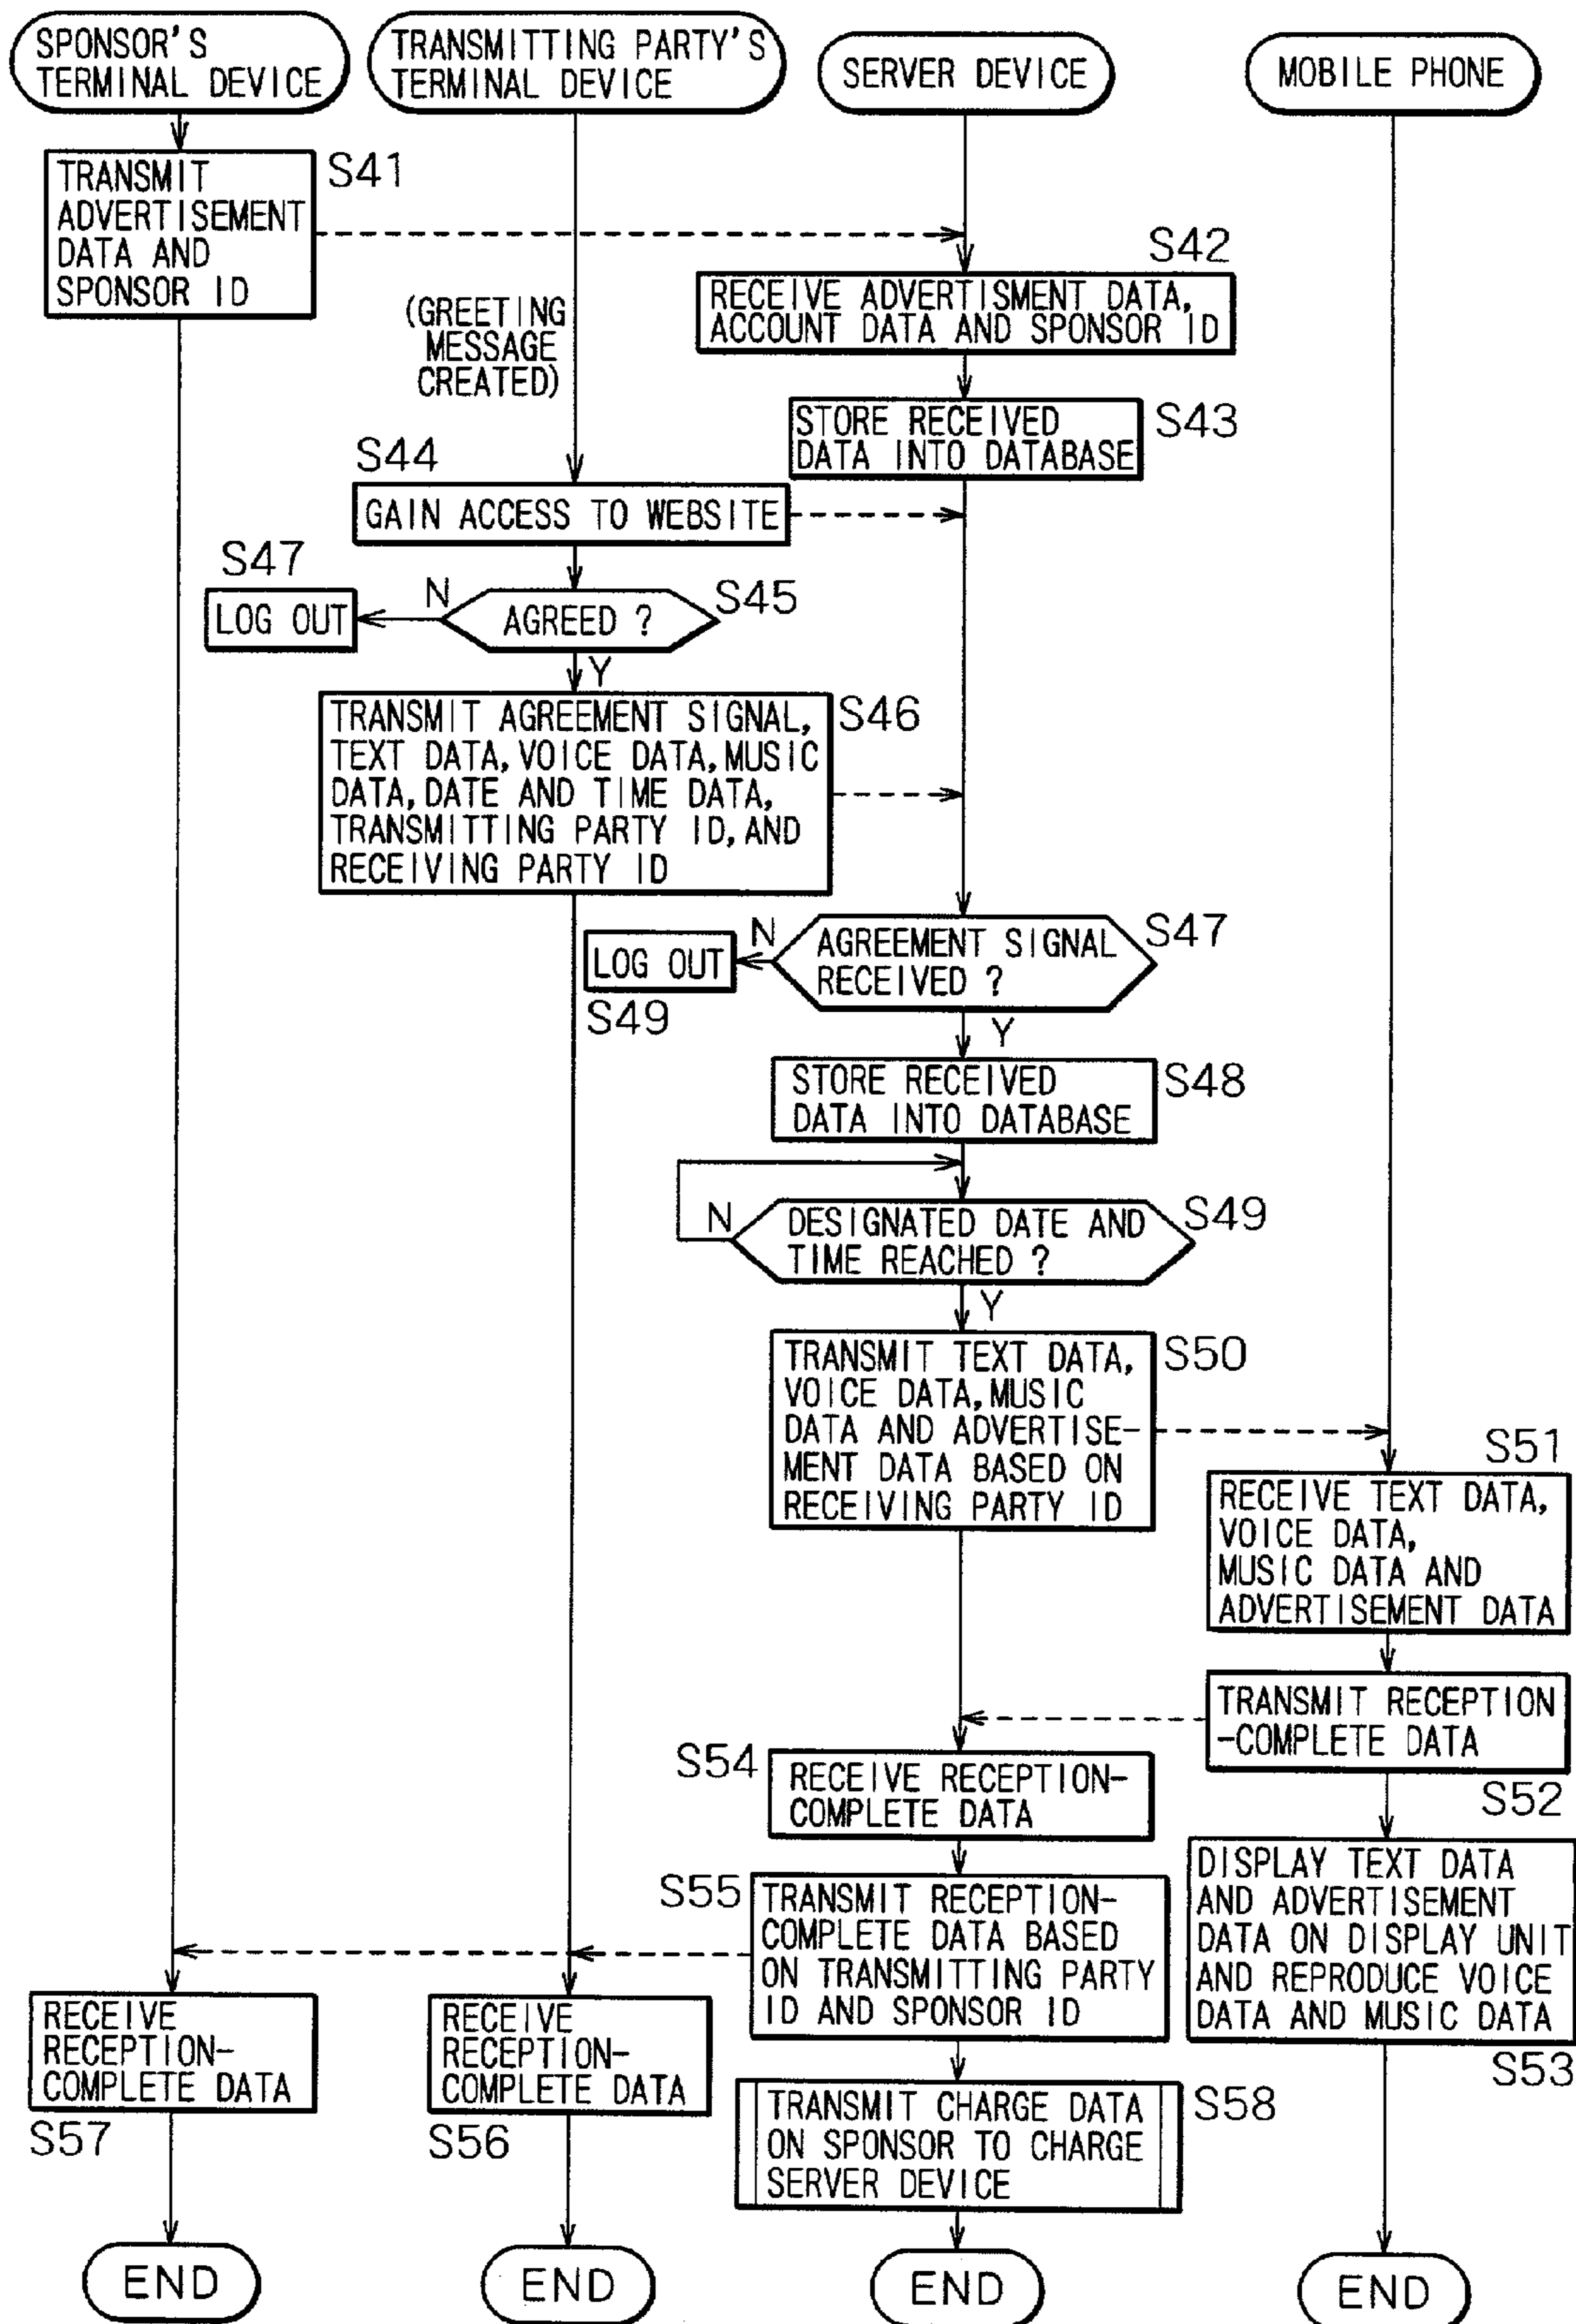 SPONSOR'S
TERMINAL DEVICE
TRANSMITTING PARTY'S
TERMINAL DEVICE
SERVER DEVICE
MOBILE PHONE
TRANSMIT
ADVERTISEMENT
DATA AND
SPONSOR ID
S41
S42
RECEIVE ADVERTISMENT DATA,
ACCOUNT DATA AND SPONSOR ID
(GREETING
MESSAGE
CREATED)
STORE RECEIVED
DATA INTO DATABASE
S43
S44
GAIN ACCESS TO WEBSITE
S47
LOG OUT
N
AGREED ?
S45
Y
TRANSMIT AGREEMENT SIGNAL,
TEXT DATA, VOICE DATA, MUSIC
DATA, DATE AND TIME DATA,
TRANSMITTING PARTY ID, AND
RECEIVING PARTY ID
S46
LOG OUT
S49
N
AGREEMENT SIGNAL
RECEIVED ?
S47
Y
STORE RECEIVED
DATA INTO DATABASE
S48
N
DESIGNATED DATE AND
TIME REACHED ?
S49
Y
TRANSMIT TEXT DATA,
VOICE DATA, MUSIC
DATA AND ADVERTISE-
MENT DATA BASED ON
RECEIVING PARTY ID
S50
S51
RECEIVE TEXT DATA,
VOICE DATA,
MUSIC DATA AND
ADVERTISEMENT DATA
TRANSMIT RECEPTION
-COMPLETE DATA
S52
S54
RECEIVE RECEPTION-
COMPLETE DATA
DISPLAY TEXT DATA
AND ADVERTISEMENT
DATA ON DISPLAY UNIT
AND REPRODUCE VOICE
DATA AND MUSIC DATA
S53
S55
TRANSMIT RECEPTION-
COMPLETE DATA BASED
ON TRANSMITTING PARTY
ID AND SPONSOR ID
RECEIVE
RECEPTION-
COMPLETE DATA
S57
RECEIVE
RECEPTION-
COMPLETE DATA
S56
TRANSMIT CHARGE DATA
ON SPONSOR TO CHARGE
SERVER DEVICE
S58
END
END
END
END